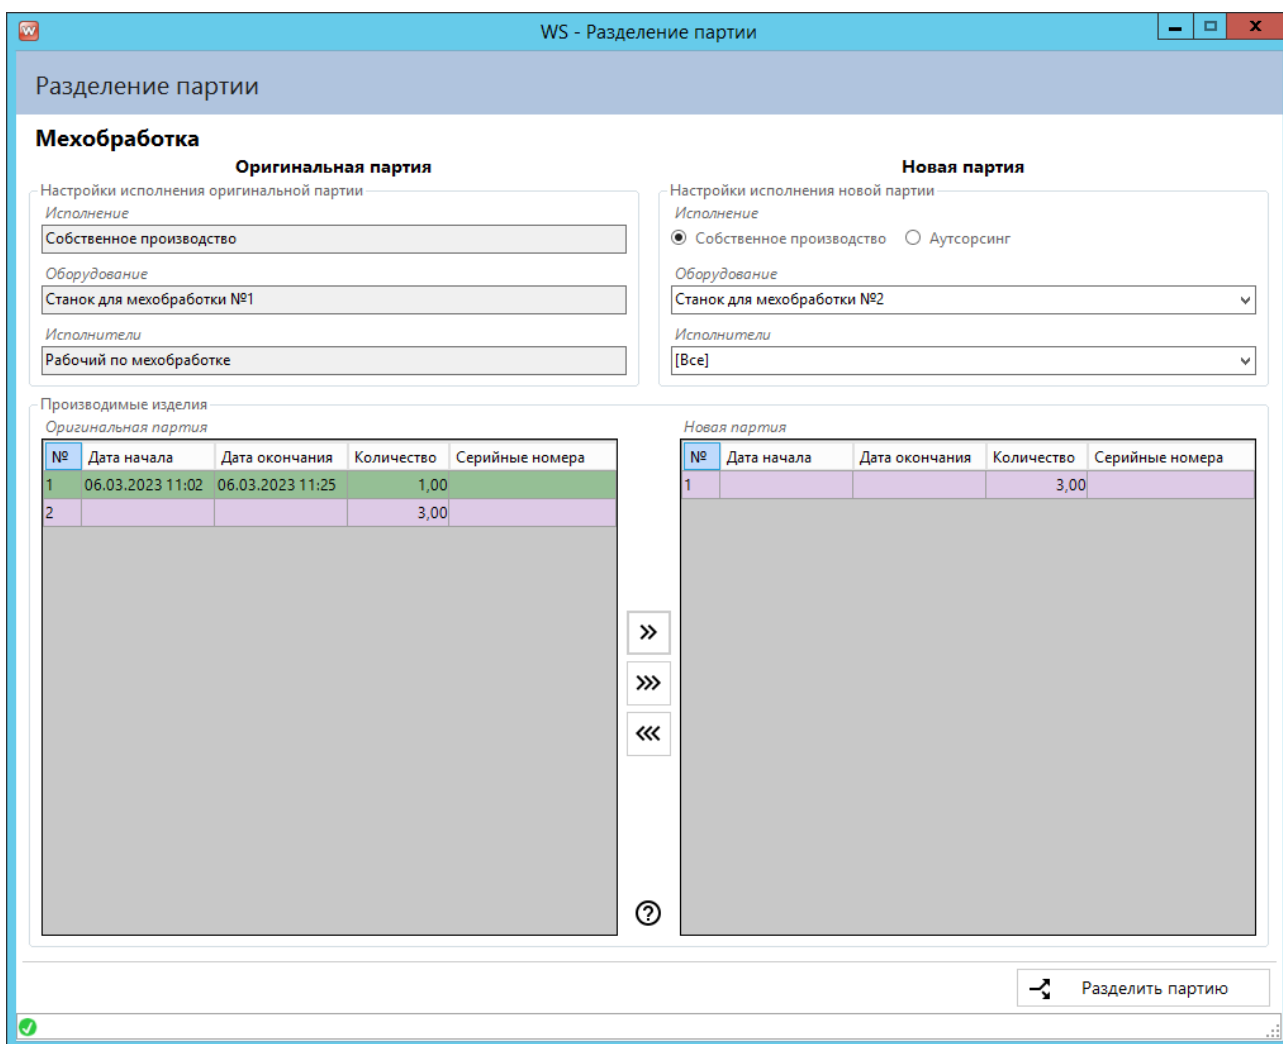 WS - Разделение партии
Разделение партии
Мехобработка
Оригинальная партия
Новая партия
Настройки исполнения оригинальной партии
Настройки исполнения новой партии
Исполнение
Исполнение
Собственное производство
Собственное производство Аутсорсинг
Оборудование
Оборудование
Станок для мехобработки №1
Станок для мехобработки №2
Исполнители
Исполнители
Рабочий по мехобработке
[Все]
Производимые изделия
Оригинальная партия
Новая партия
№ Дата начала Дата окончания Количество Серийные номера
№ Дата начала Дата окончания Количество Серийные номера
1 06.03.2023 11:02 06.03.2023 11:25 1,00
1 3,00
2 3,00
Разделить партию